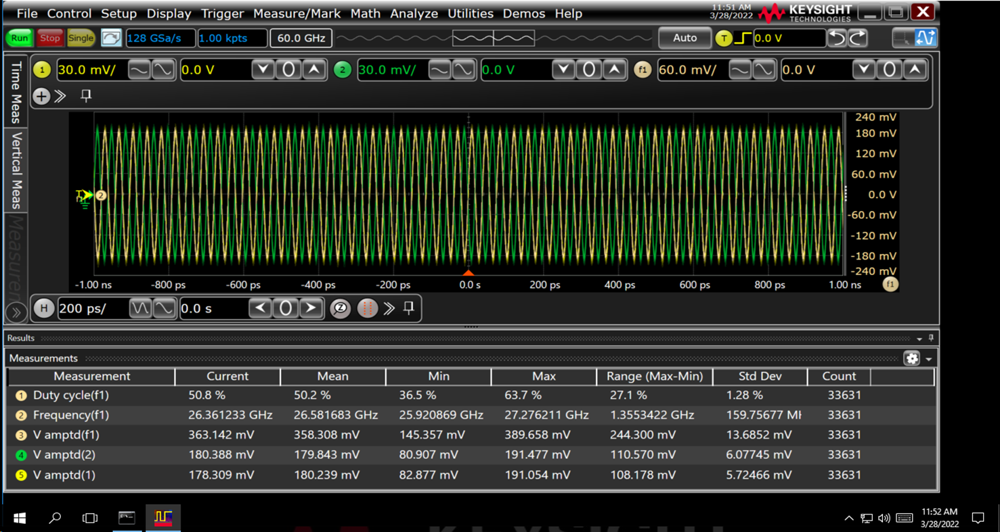 File Control Setup Display Trigger Measure/Mark Math Analyze Utilities Demos Help
11:51 AM
3/28/2022
KEYSIGHT
TECHNOLOGIES
Run Stop Single 128 GSa/s 1.00 kpts 60.0 GHz Auto T 0.0 V
Time Meas
Vertical Meas
1 30.0 mV/ 0.0 V 2 30.0 mV/ 0.0 V f1 60.0 mV/ 0.0 V
240 mV
180 mV
120 mV
60.0 mV
0.0 V
-60.0 mV
-120 mV
-180 mV
-240 mV
T
2
-1.00 ns -800 ps -600 ps -400 ps -200 ps 0.0 s 200 ps 400 ps 600 ps 800 ps 1.00 ns f1
H 200 ps/ 0.0 s Z
Results
Measurements
Measurement Current Mean Min Max Range (Max-Min) Std Dev Count
1 Duty cycle(f1) 50.8 % 50.2 % 36.5 % 63.7 % 27.1 % 1.28 % 33631
2 Frequency(f1) 26.361233 GHz 26.581683 GHz 25.920869 GHz 27.276211 GHz 1.3553422 GHz 159.75677 MH 33631
3 V amptd(f1) 363.142 mV 358.308 mV 145.357 mV 389.658 mV 244.300 mV 13.6852 mV 33631
4 V amptd(2) 180.388 mV 179.843 mV 80.907 mV 191.477 mV 110.570 mV 6.07745 mV 33631
5 V amptd(1) 178.309 mV 180.239 mV 82.877 mV 191.054 mV 108.178 mV 5.72466 mV 33631
11:52 AM
3/28/2022